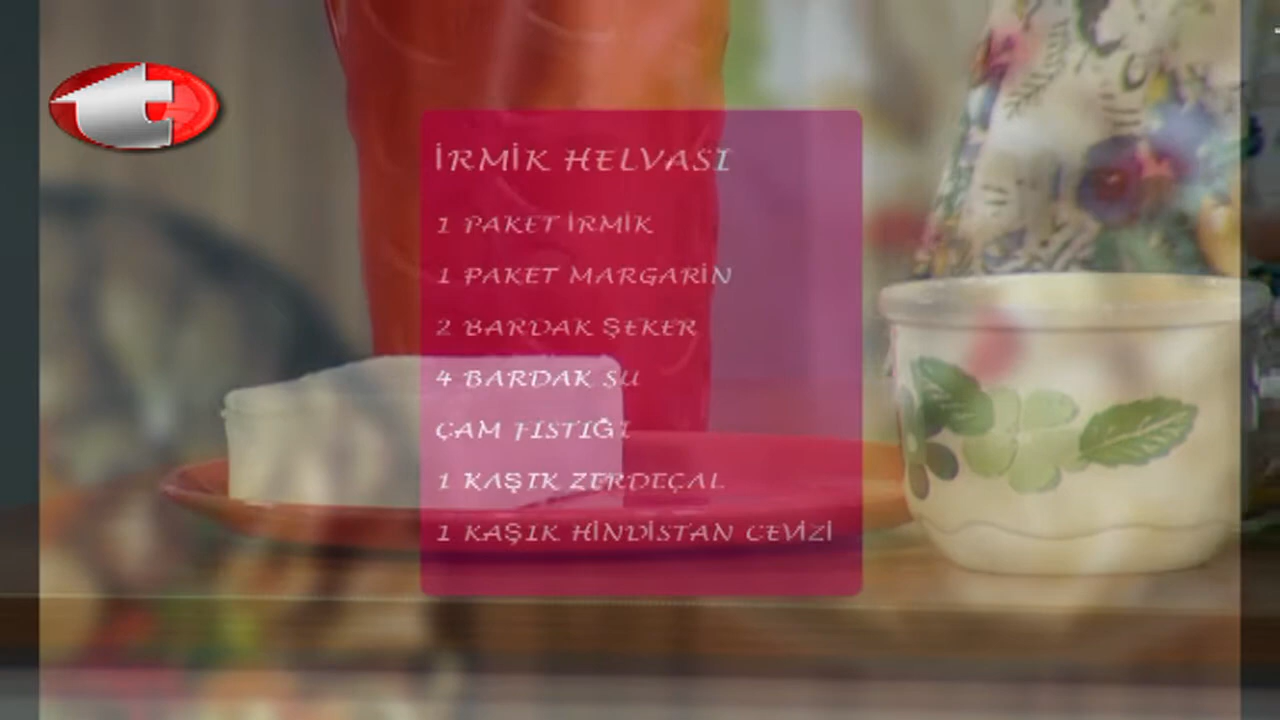 İRMİK HELVASI
1 PAKET İRMİK
1 PAKET MARGARİN
2 BARDAK ŞEKER
4 BARDAK SU
ÇAM FISTIĞI
1 KAŞIK ZERDEÇAL
1 KAŞIK HİNDİSTAN CEVİZİ